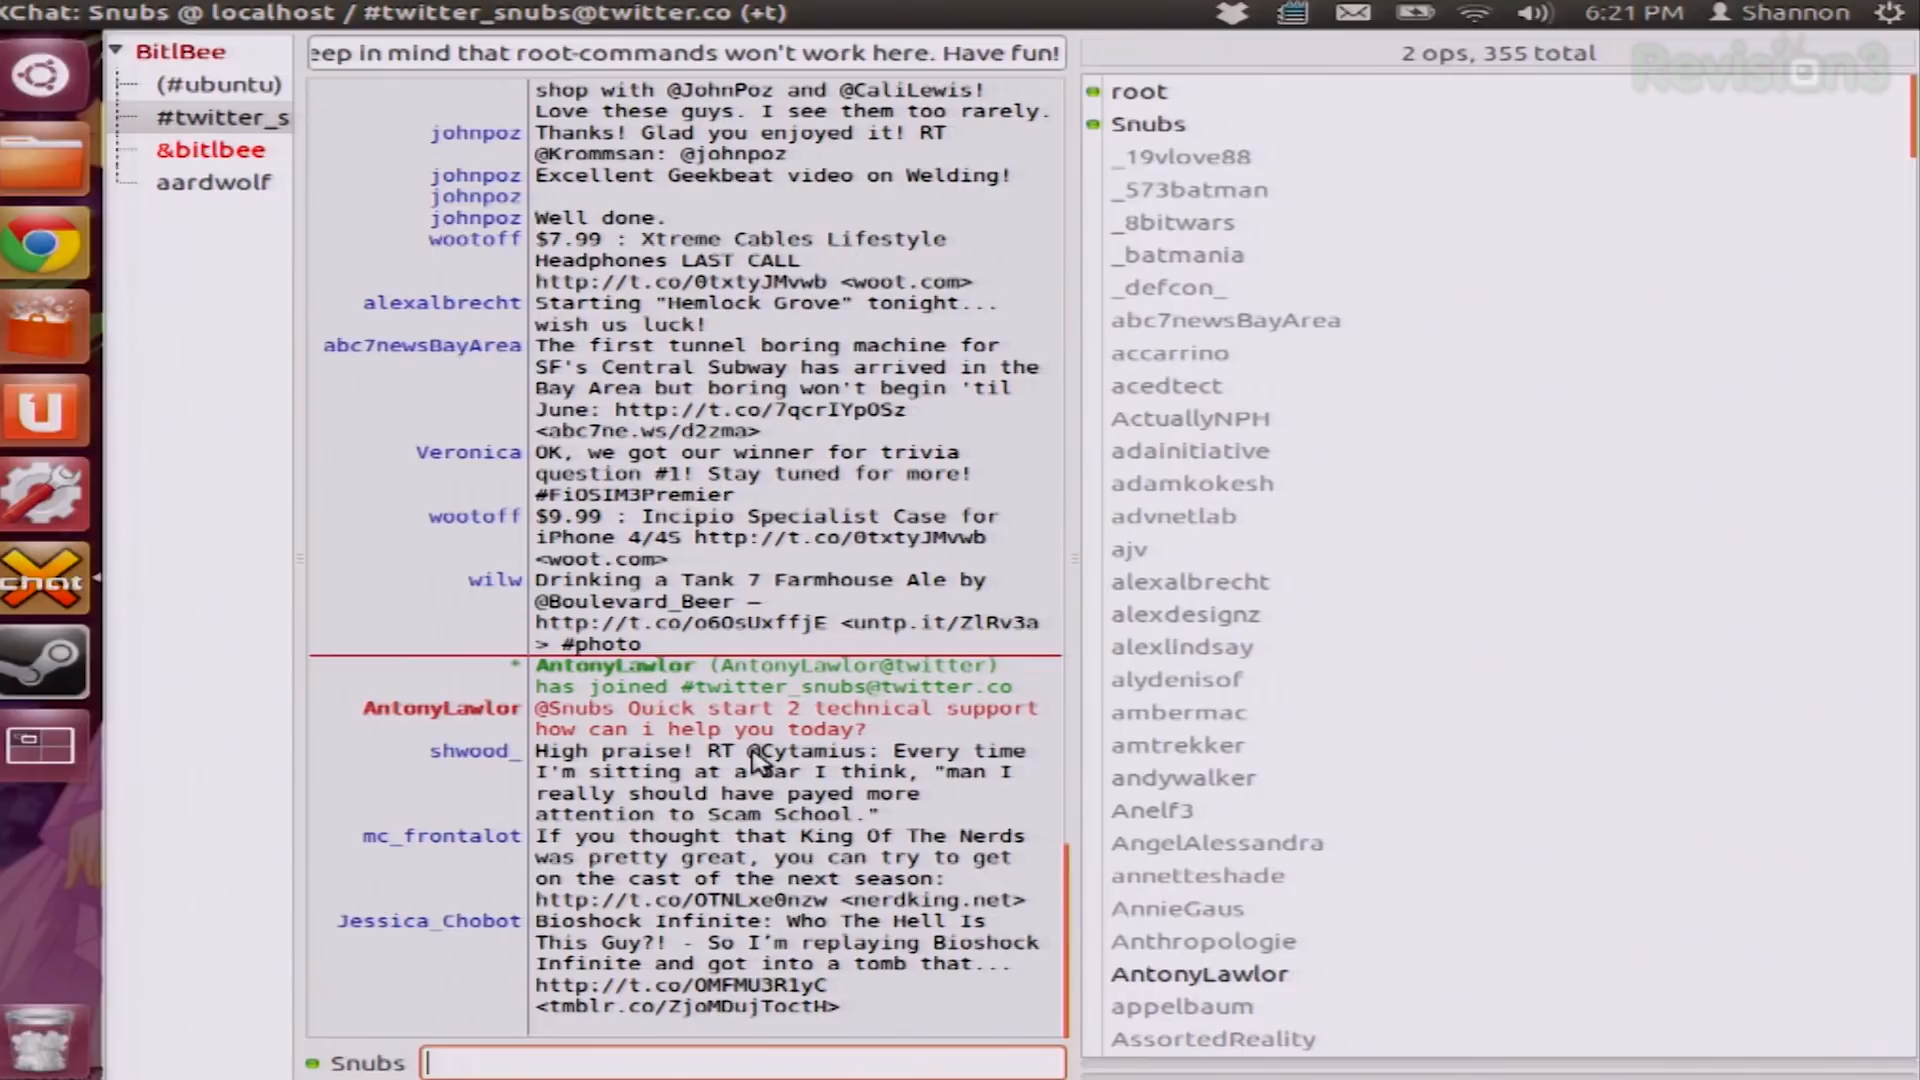 XChat: Snubs @ localhost / #twitter_snubs@twitter.co (+t)
6:21 PM
Shannon
BitlBee
(#ubuntu)
#twitter_s
&bitlbee
aardwolf
eep in mind that root-commands won't work here. Have fun!
2 ops, 355 total
Revision3
shop with @JohnPoz and @CaliLewis!
Love these guys. I see them too rarely.
johnpoz Thanks! Glad you enjoyed it! RT
@Krommsan: @johnpoz
johnpoz Excellent Geekbeat video on Welding!
johnpoz
johnpoz Well done.
wootoff $7.99 : Xtreme Cables Lifestyle
Headphones LAST CALL
http://t.co/0txtyJMvwb <woot.com>
alexalbrecht Starting "Hemlock Grove" tonight...
wish us luck!
abc7newsBayArea The first tunnel boring machine for
SF's Central Subway has arrived in the
Bay Area but boring won't begin 'til
June: http://t.co/7qcrIYpOSz
<abc7ne.ws/d2zma>
Veronica OK, we got our winner for trivia
question #1! Stay tuned for more!
#FiOSIM3Premier
wootoff $9.99 : Incipio Specialist Case for
iPhone 4/4S http://t.co/0txtyJMvwb
<woot.com>
wilw Drinking a Tank 7 Farmhouse Ale by
@Boulevard_Beer —
http://t.co/o6OsUxffjE <untp.it/ZlRv3a
> #photo
* AntonyLawlor (AntonyLawlor@twitter)
has joined #twitter_snubs@twitter.co
AntonyLawlor @Snubs Quick start 2 technical support
how can i help you today?
shwood_ High praise! RT @Cytamius: Every time
I'm sitting at a bar I think, "man I
really should have payed more
attention to Scam School."
mc_frontalot If you thought that King Of The Nerds
was pretty great, you can try to get
on the cast of the next season:
http://t.co/OTNLxe0nzw <nerdking.net>
Jessica_Chobot Bioshock Infinite: Who The Hell Is
This Guy?! - So I'm replaying Bioshock
Infinite and got into a tomb that...
http://t.co/OMFMU3R1yC
<tmblr.co/ZjoMDujToctH>
Snubs
root
Snubs
_19vlove88
_573batman
_8bitwars
_batmania
_defcon_
abc7newsBayArea
accarrino
acedtect
ActuallyNPH
adainitiative
adamkokesh
advnetlab
ajv
alexalbrecht
alexdesignz
alexlindsay
alydenisof
ambermac
amtrekker
andywalker
Anelf3
AngelAlessandra
annetteshade
AnnieGaus
Anthropologie
AntonyLawlor
appelbaum
AssortedReality
U
chat